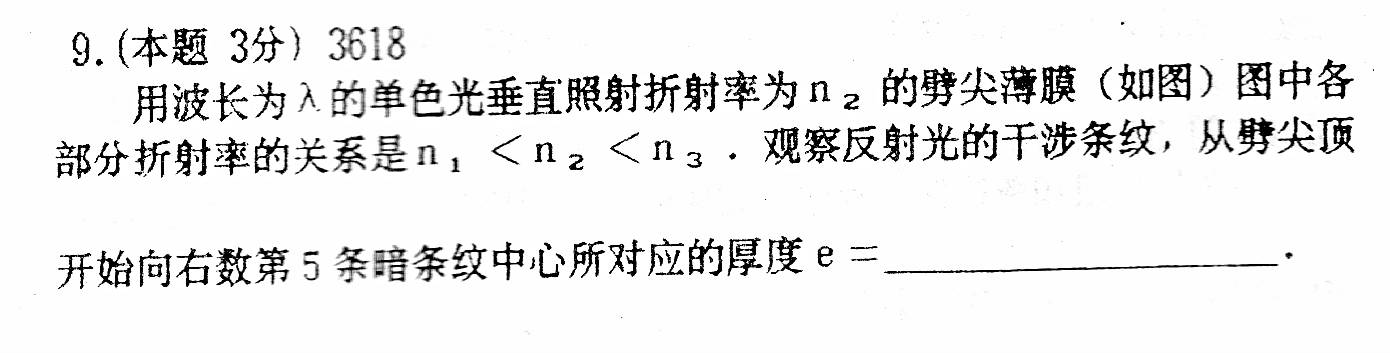 9.(本题 3分) 3618
用波长为λ的单色光垂直照射折射率为n₂的劈尖薄膜(如图)图中各
部分折射率的关系是n₁<n₂<n₃.观察反射光的干涉条纹,从劈尖顶
开始向右数第5条暗条纹中心所对应的厚度e=____________.